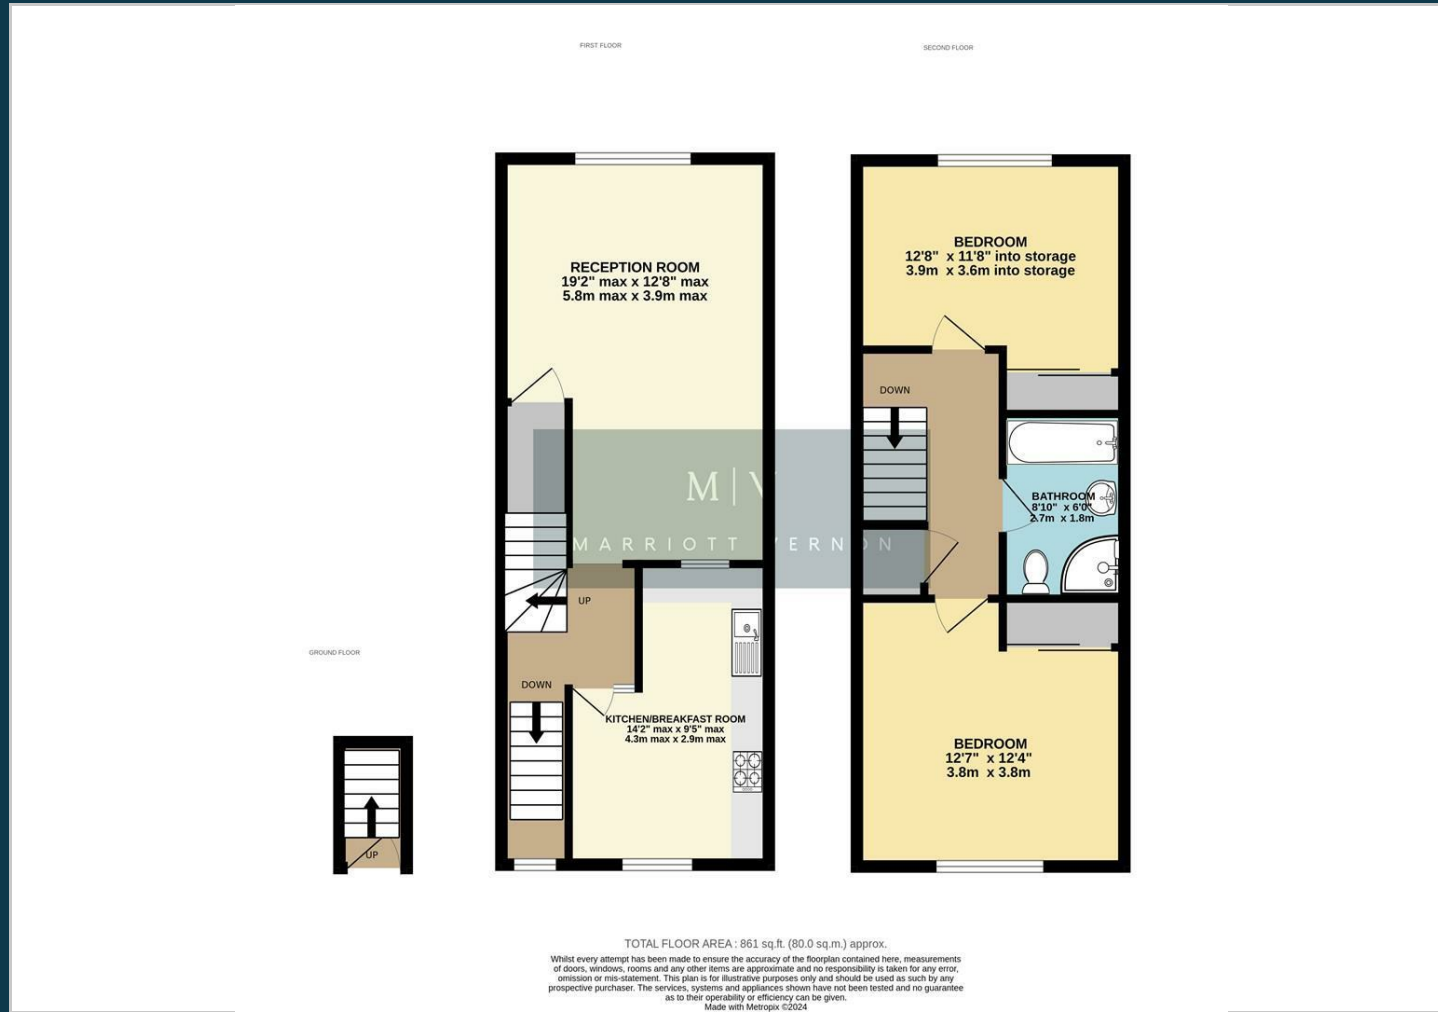 FIRST FLOOR
SECOND FLOOR
RECEPTION ROOM
19'2" max x 12'8" max
5.8m max x 3.9m max
BEDROOM
12'8" x 11'8" into storage
3.9m x 3.6m into storage
DOWN
M | V
MARRIOTT VERNON
BATHROOM
8'10" x 6'0"
2.7m x 1.8m
UP
GROUND FLOOR
DOWN
KITCHEN/BREAKFAST ROOM
14'2" max x 9'5" max
4.3m max x 2.9m max
BEDROOM
12'7" x 12'4"
3.8m x 3.8m
UP
TOTAL FLOOR AREA : 861 sq.ft. (80.0 sq.m.) approx.
Whilst every attempt has been made to ensure the accuracy of the floorplan contained here, measurements
of doors, windows, rooms and any other items are approximate and no responsibility is taken for any error,
omission or mis-statement. This plan is for illustrative purposes only and should be used as such by any
prospective purchaser. The services, systems and appliances shown have not been tested and no guarantee
as to their operability or efficiency can be given.
Made with Metropix ©2024